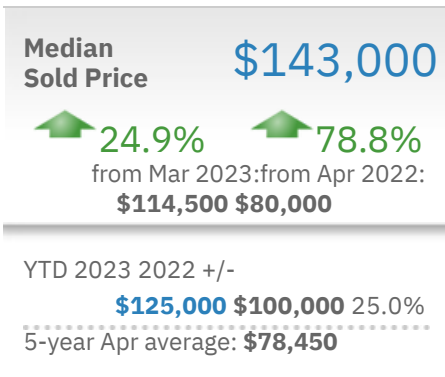 Median
Sold Price
$143,000
24.9% 78.8%
from Mar 2023:from Apr 2022:
$114,500 $80,000
YTD 2023 2022 +/-
$125,000 $100,000 25.0%
5-year Apr average: $78,450